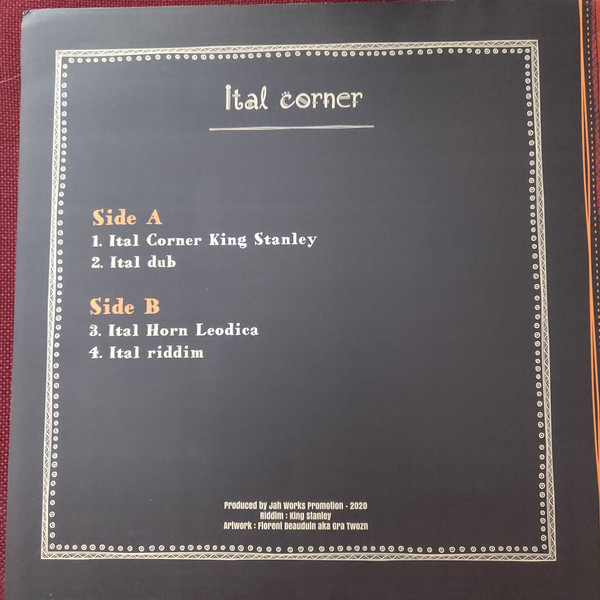 Ital corner
Side A
1. Ital Corner King Stanley
2. Ital dub
Side B
3. Ital Horn Leodica
4. Ital riddim
Produced by Jah Works Promotion - 2020
Riddim : King Stanley
Artwork : Florent Beauduin aka Gra Twozn